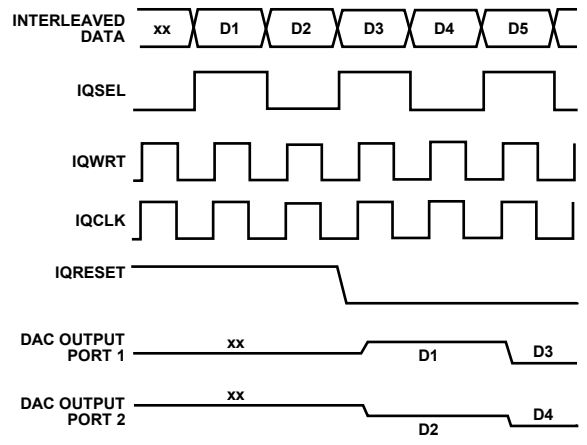 INTERLEAVED
DATA
xx D1 D2 D3 D4 D5
IQSEL
IQWRT
IQCLK
IQRESET
DAC OUTPUT
PORT 1
xx D1 D3
DAC OUTPUT
PORT 2
xx D2 D4